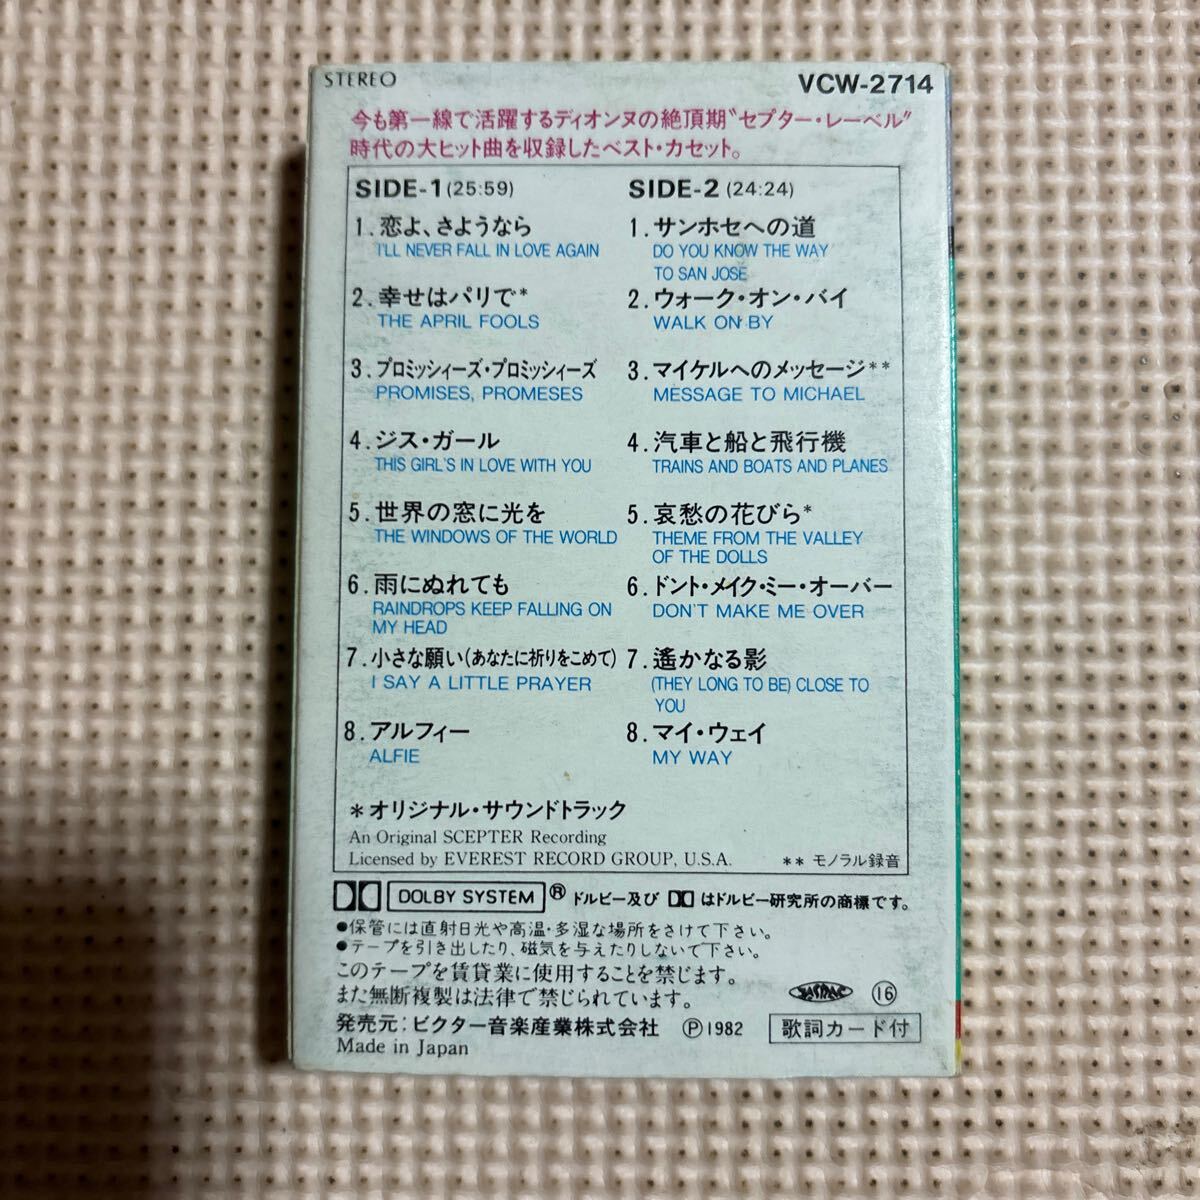 STEREO
VCW-2714
今も第一線で活躍するディオンヌの絶頂期〝セプター・レーベル〟
時代の大ヒット曲を収録したベスト・カセット。
SIDE-1 (25:59)
1. 恋よ、さようなら
I'LL NEVER FALL IN LOVE AGAIN
2. 幸せはパリで*
THE APRIL FOOLS
3. プロミッシィーズ・プロミッシィーズ
PROMISES, PROMESES
4. ジス・ガール
THIS GIRL'S IN LOVE WITH YOU
5. 世界の窓に光を
THE WINDOWS OF THE WORLD
6. 雨にぬれても
RAINDROPS KEEP FALLING ON
MY HEAD
7. 小さな願い(あなたに祈りをこめて)
I SAY A LITTLE PRAYER
8. アルフィー
ALFIE
SIDE-2 (24:24)
1. サンホセへの道
DO YOU KNOW THE WAY
TO SAN JOSE
2. ウォーク・オン・バイ
WALK ON BY
3. マイケルへのメッセージ**
MESSAGE TO MICHAEL
4. 汽車と船と飛行機
TRAINS AND BOATS AND PLANES
5. 哀愁の花びら*
THEME FROM THE VALLEY
OF THE DOLLS
6. ドント・メイク・ミー・オーバー
DON'T MAKE ME OVER
7. 遙かなる影
(THEY LONG TO BE) CLOSE TO
YOU
8. マイ・ウェイ
MY WAY
*オリジナル・サウンドトラック
An Original SCEPTER Recording
Licensed by EVEREST RECORD GROUP, U.S.A.
** モノラル録音
DOLBY SYSTEM ® ドルビー及び はドルビー研究所の商標です。
●保管には直射日光や高温・多湿な場所をさけて下さい。
●テープを引き出したり、磁気を与えたりしないで下さい。
このテープを賃貸業に使用することを禁じます。
また無断複製は法律で禁じられています。
JASRAC ⑯
発売元:ビクター音楽産業株式会社 Ⓟ1982 歌詞カード付
Made in Japan